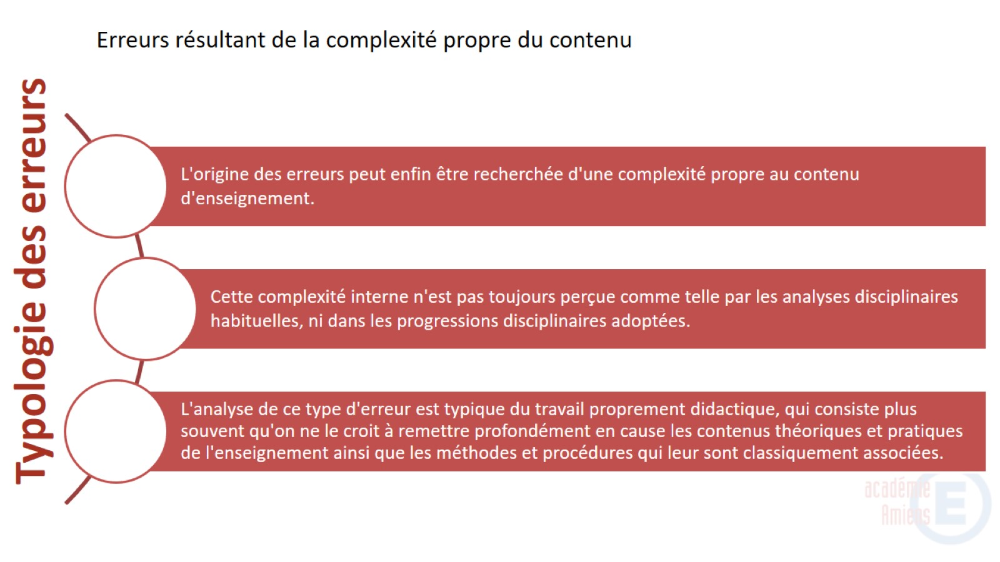 Erreurs résultant de la complexité propre du contenu
Typologie des erreurs
L'origine des erreurs peut enfin être recherchée d'une complexité propre au contenu
d'enseignement.
Cette complexité interne n'est pas toujours perçue comme telle par les analyses disciplinaires
habituelles, ni dans les progressions disciplinaires adoptées.
L'analyse de ce type d'erreur est typique du travail proprement didactique, qui consiste plus
souvent qu'on ne le croit à remettre profondément en cause les contenus théoriques et pratiques
de l'enseignement ainsi que les méthodes et procédures qui leur sont classiquement associées.
académie
Amiens
E